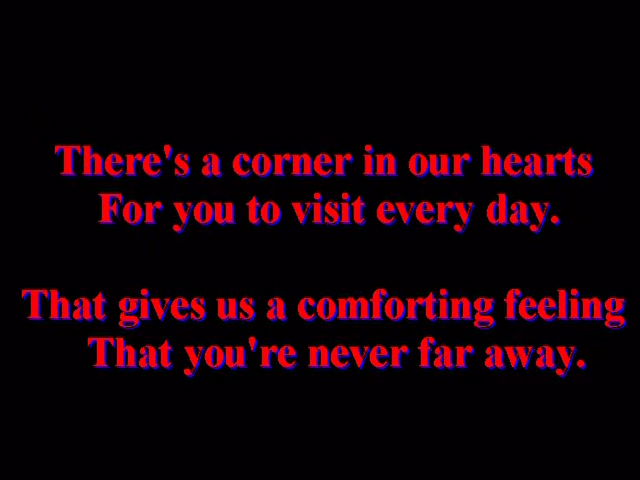 There's a corner in our hearts
For you to visit every day.
That gives us a comforting feeling
That you're never far away.